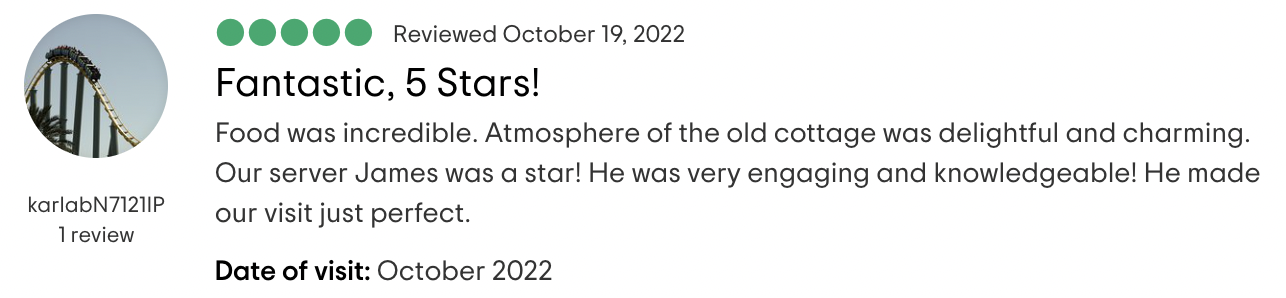 Reviewed October 19, 2022
Fantastic, 5 Stars!
Food was incredible. Atmosphere of the old cottage was delightful and charming.
Our server James was a star! He was very engaging and knowledgeable! He made
our visit just perfect.
karlabN7121IP
1 review
Date of visit: October 2022